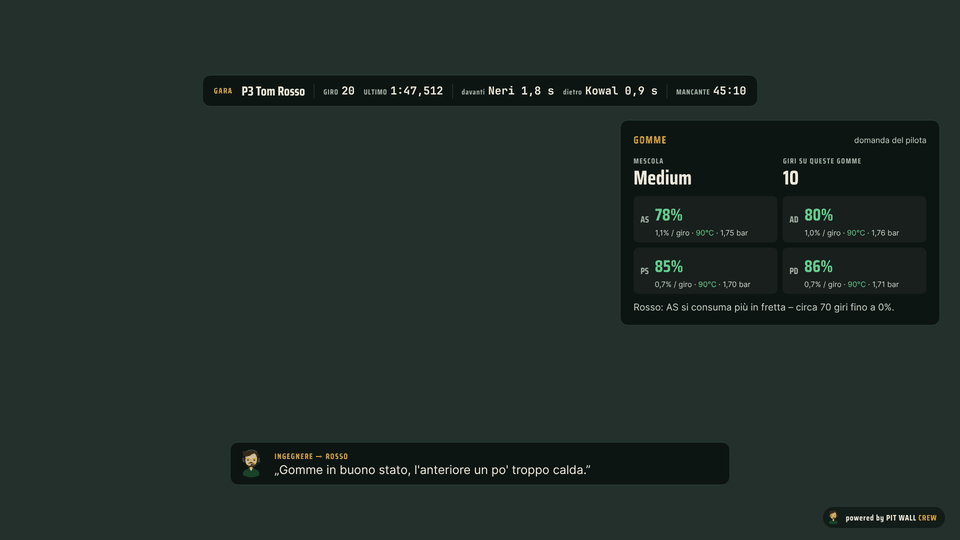 GARA P3 Tom Rosso GIRO 20 ULTIMO 1:47,512 davanti Neri 1,8 s dietro Kowal 0,9 s MANCANTE 45:10
GOMME domanda del pilota
MESCOLA GIRI SU QUESTE GOMME
Medium 10
AS 78% AD 80%
1,1% / giro · 90°C · 1,75 bar 1,0% / giro · 90°C · 1,76 bar
PS 85% PD 86%
0,7% / giro · 90°C · 1,70 bar 0,7% / giro · 90°C · 1,71 bar
Rosso: AS si consuma più in fretta – circa 70 giri fino a 0%.
INGEGNERE — ROSSO
„Gomme in buono stato, l'anteriore un po' troppo calda.”
powered by PIT WALL CREW